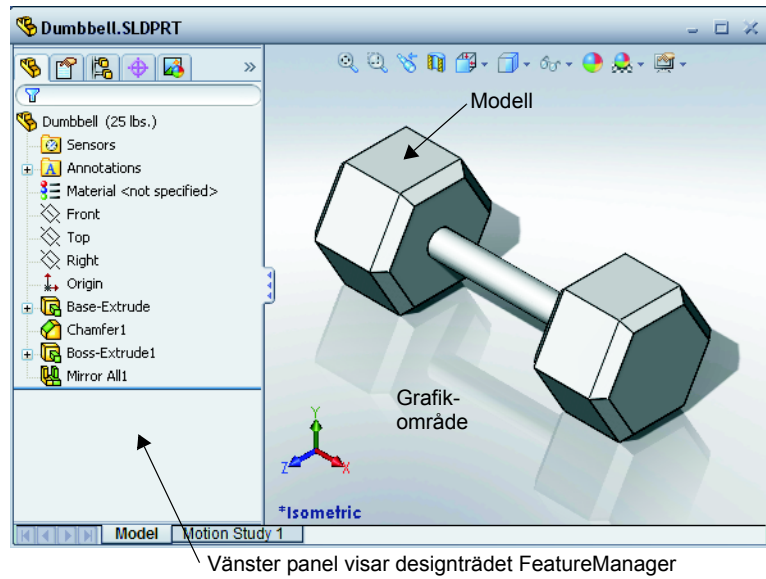 Dumbbell.SLDPRT
Dumbbell (25 lbs.)
Sensors
Annotations
Material <not specified>
Front
Top
Right
Origin
Base-Extrude
Chamfer1
Boss-Extrude1
Mirror All1
Modell
Grafik-
område
Y
Z
X
*Isometric
Model
Motion Study 1
Vänster panel visar designträdet FeatureManager